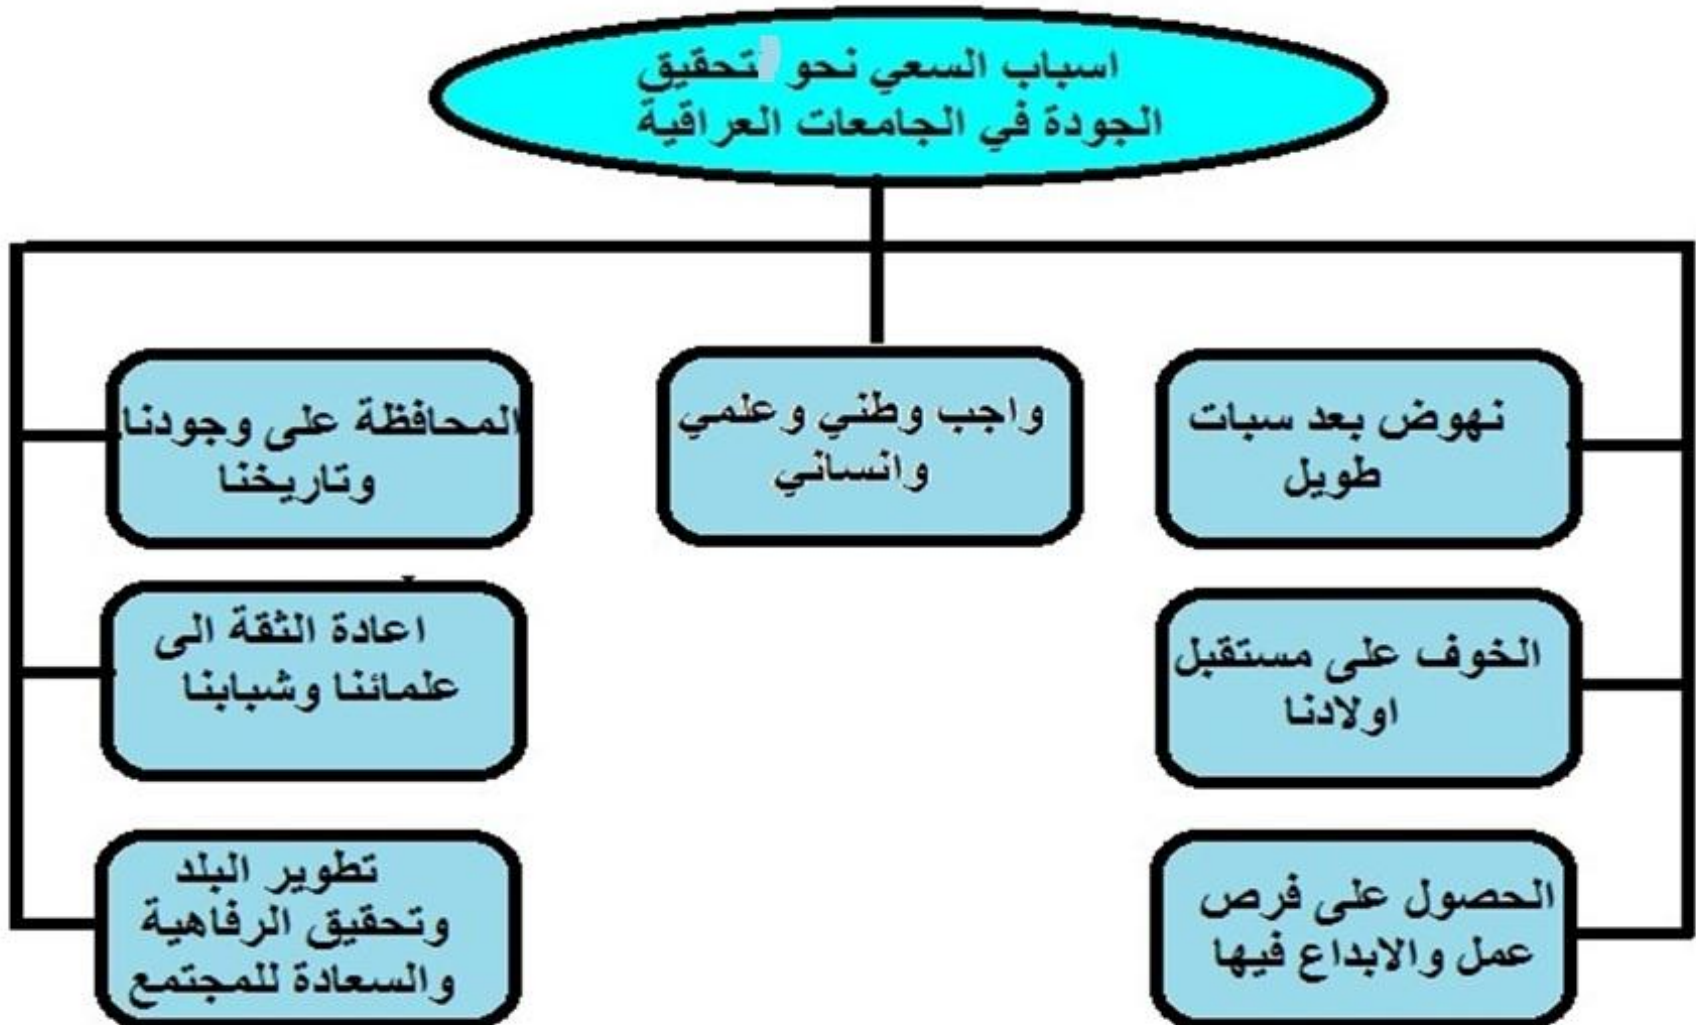 اسباب السعي نحو تحقيق
الجودة في الجامعات العراقية
نهوض بعد سبات
طويل
الخوف على مستقبل
اولادنا
الحصول على فرص
عمل والابداع فيها
واجب وطني وعلمي
وانساني
المحافظة على وجودنا
وتاريخنا
اعادة الثقة الى
علمائنا وشبابنا
تطوير البلد
وتحقيق الرفاهية
والسعادة للمجتمع